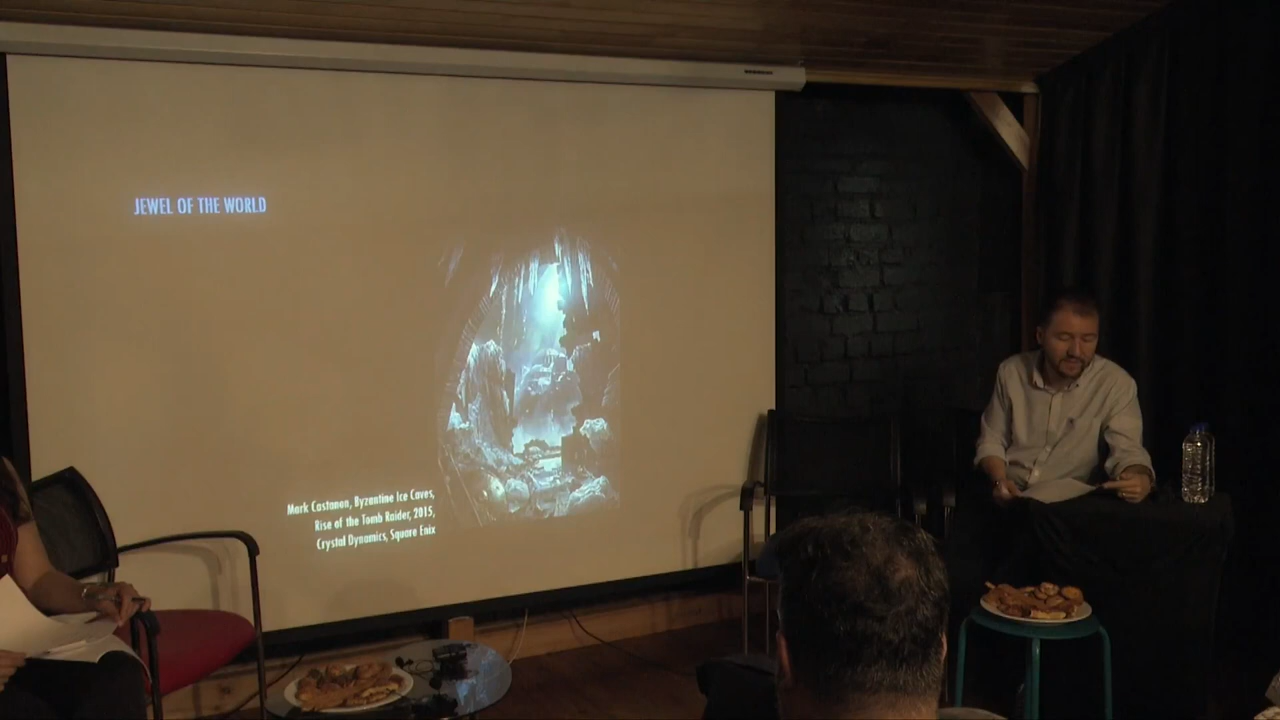 JEWEL OF THE WORLD
Mark Castanon, Byzantine Ice Caves,
Rise of the Tomb Raider, 2015,
Crystal Dynamics, Square Enix